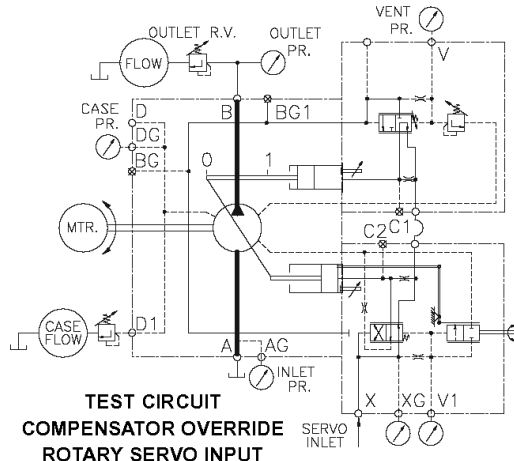 OUTLET R.V.
OUTLET
PR.
VENT PR.
V
FLOW
CASE
PR.
D
DG
BG
B
BG1
0
1
C1
C2
MTR.
CASE
FLOW
D1
A
AG
INLET
PR.
X
XG
V1
SERVO
INLET
TEST CIRCUIT
COMPENSATOR OVERRIDE
ROTARY SERVO INPUT